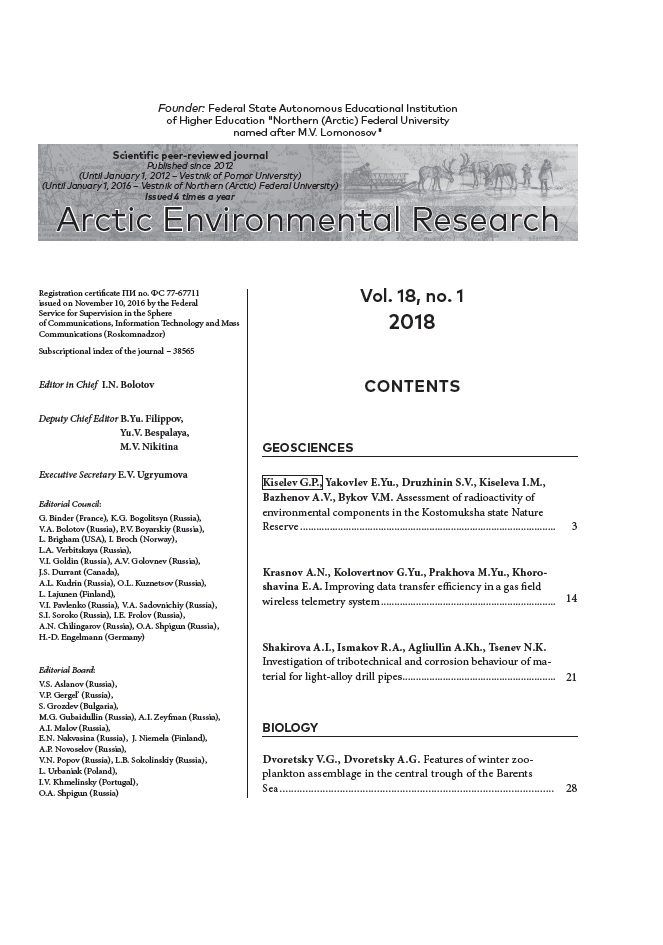 Founder: Federal State Autonomous Educational Institution
of Higher Education "Northern (Arctic) Federal University
named after M.V. Lomonosov"
Scientific peer-reviewed journal
Published since 2012
(Until January 1, 2012 – Vestnik of Pomor University)
(Until January 1, 2016 – Vestnik of Northern (Arctic) Federal University)
Issued 4 times a year
Arctic Environmental Research
Registration certificate ПИ no. ФС 77-67711
issued on November 10, 2016 by the Federal
Service for Supervision in the Sphere
of Communications, Information Technology and Mass
Communications (Roskomnadzor)
Subscriptional index of the journal – 38565
Editor in Chief I.N. Bolotov
Deputy Chief Editor B.Yu. Filippov,
Yu.V. Bespalaya,
M.V. Nikitina
Executive Secretary E.V. Ugryumova
Editorial Council:
G. Binder (France), K.G. Bogolitsyn (Russia),
V.A. Bolotov (Russia), P.V. Boyarskiy (Russia),
L. Brigham (USA), I. Broch (Norway),
L.A. Verbitskaya (Russia),
V.I. Goldin (Russia), A.V. Golovnev (Russia),
J.S. Durrant (Canada),
A.L. Kudrin (Russia), O.L. Kuznetsov (Russia),
L. Lajunen (Finland),
V.I. Pavlenko (Russia), V.A. Sadovnichiy (Russia),
S.I. Soroko (Russia), I.E. Frolov (Russia),
A.N. Chilingarov (Russia), O.A. Shpigun (Russia),
H.-D. Engelmann (Germany)
Editorial Board:
V.S. Aslanov (Russia),
V.P. Gergel' (Russia),
S. Grozdev (Bulgaria),
M.G. Gubaidullin (Russia), A.I. Zeyfman (Russia),
A.I. Malov (Russia),
E.N. Nakvasina (Russia), J. Niemela (Finland),
A.P. Novoselov (Russia),
V.N. Popov (Russia), L.B. Sokolinskiy (Russia),
L. Urbaniak (Poland),
I.V. Khmelinsky (Portugal),
O.A. Shpigun (Russia)
Vol. 18, no. 1
2018
CONTENTS
GEOSCIENCES
Kiselev G.P., Yakovlev E.Yu., Druzhinin S.V., Kiseleva I.M.,
Bazhenov A.V., Bykov V.M. Assessment of radioactivity of
environmental components in the Kostomuksha state Nature
Reserve ........ 3
Krasnov A.N., Kolovertnov G.Yu., Prakhova M.Yu., Khoro-
shavina E.A. Improving data transfer efficiency in a gas field
wireless telemetry system ........ 14
Shakirova A.I., Ismakov R.A., Agliullin A.Kh., Tsenev N.K.
Investigation of tribotechnical and corrosion behaviour of ma-
terial for light-alloy drill pipes ........ 21
BIOLOGY
Dvoretsky V.G., Dvoretsky A.G. Features of winter zoo-
plankton assemblage in the central trough of the Barents
Sea ........ 28